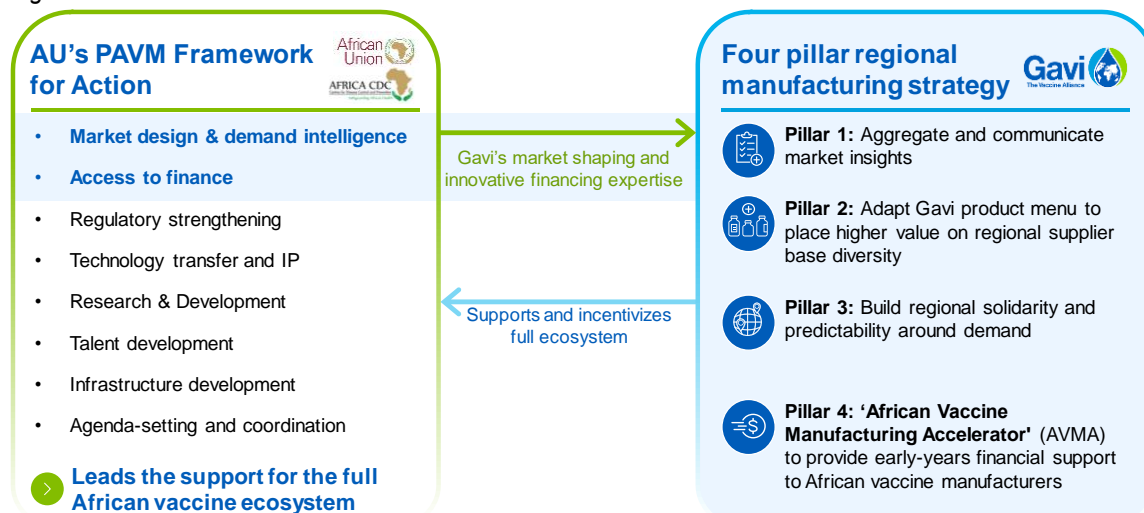 AU's PAVM Framework
for Action
African
Union
AFRICA CDC
• Market design & demand intelligence
• Access to finance
• Regulatory strengthening
• Technology transfer and IP
• Research & Development
• Talent development
• Infrastructure development
• Agenda-setting and coordination
Leads the support for the full
African vaccine ecosystem
Gavi's market shaping and
innovative financing expertise
Supports and incentivizes
full ecosystem
Four pillar regional
manufacturing strategy
Gavi
The Vaccine Alliance
Pillar 1: Aggregate and communicate
market insights
Pillar 2: Adapt Gavi product menu to
place higher value on regional supplier
base diversity
Pillar 3: Build regional solidarity and
predictability around demand
Pillar 4: ‘African Vaccine
Manufacturing Accelerator' (AVMA)
to provide early-years financial support
to African vaccine manufacturers